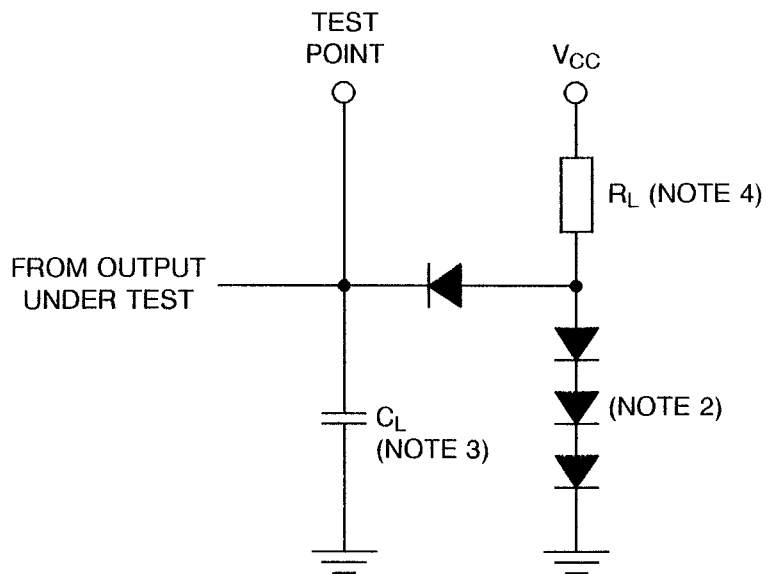 TEST
POINT
VCC
RL (NOTE 4)
FROM OUTPUT
UNDER TEST
(NOTE 2)
CL
(NOTE 3)